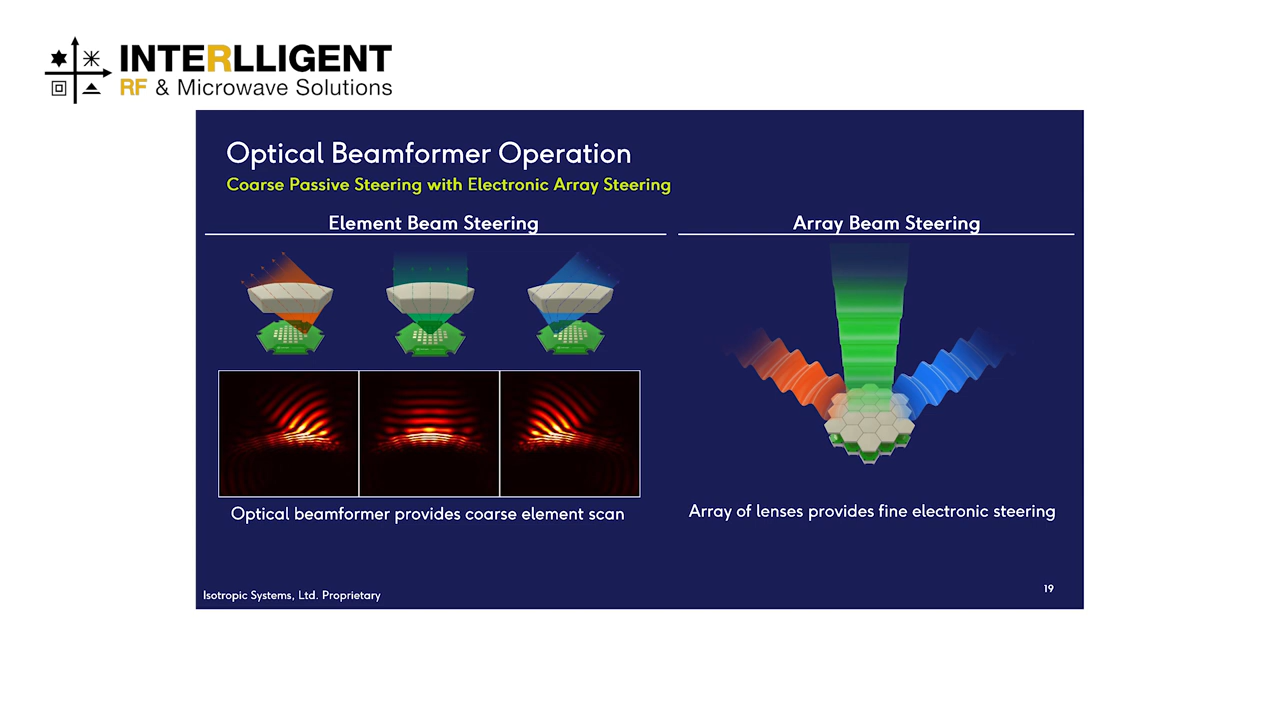 INTERLLIGENT
RF & Microwave Solutions
Optical Beamformer Operation
Coarse Passive Steering with Electronic Array Steering
Element Beam Steering
Optical beamformer provides coarse element scan
Array Beam Steering
Array of lenses provides fine electronic steering
Isotropic Systems, Ltd. Proprietary
19